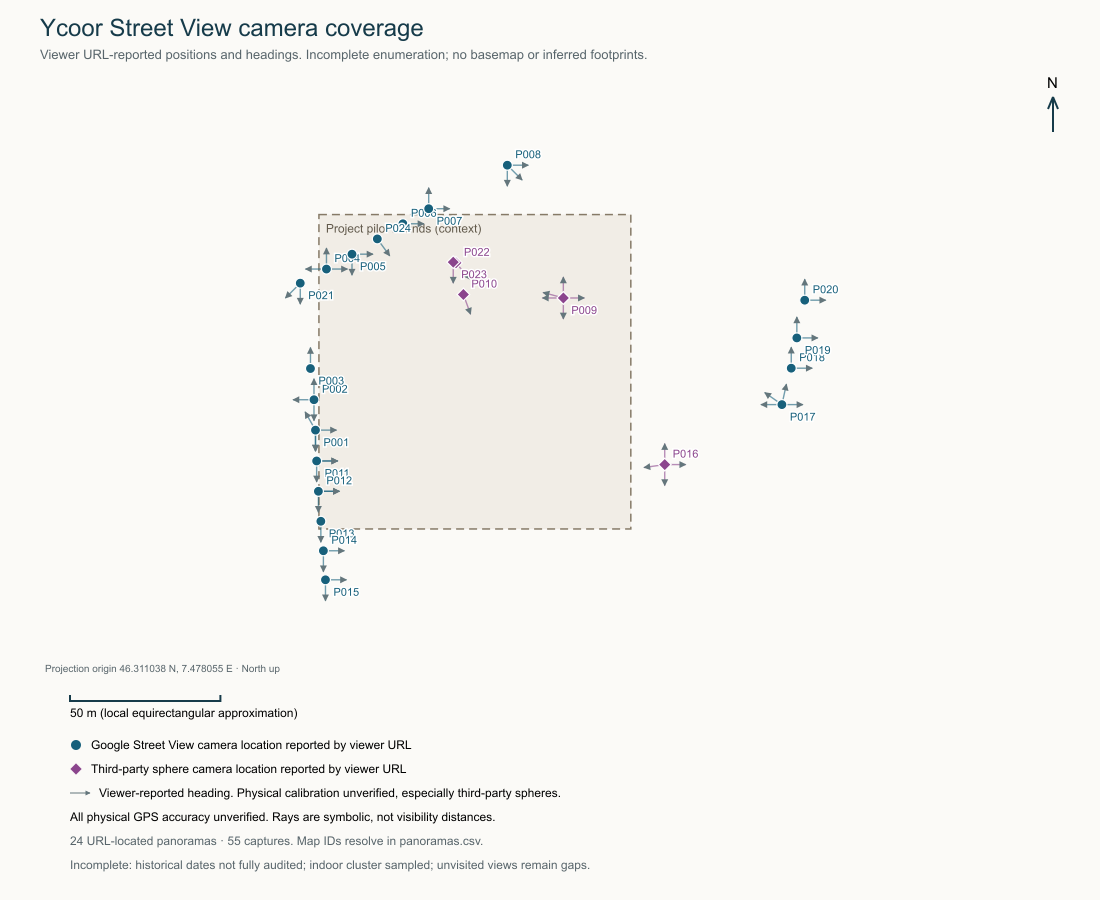 Ycoor Street View camera coverage
Viewer URL-reported positions and headings. Incomplete enumeration; no basemap or inferred footprints.
N
P008
P006
P007
P024
Project pilo nds (context)
P022
P004
P005
P023
P010
P021
P009
P020
P019
P018
P003
P002
P017
P001
P016
P011
P012
P013
P014
P015
Projection origin 46.311038 N, 7.478055 E · North up
50 m (local equirectangular approximation)
Google Street View camera location reported by viewer URL
Third-party sphere camera location reported by viewer URL
Viewer-reported heading. Physical calibration unverified, especially third-party spheres.
All physical GPS accuracy unverified. Rays are symbolic, not visibility distances.
24 URL-located panoramas · 55 captures. Map IDs resolve in panoramas.csv.
Incomplete: historical dates not fully audited; indoor cluster sampled; unvisited views remain gaps.